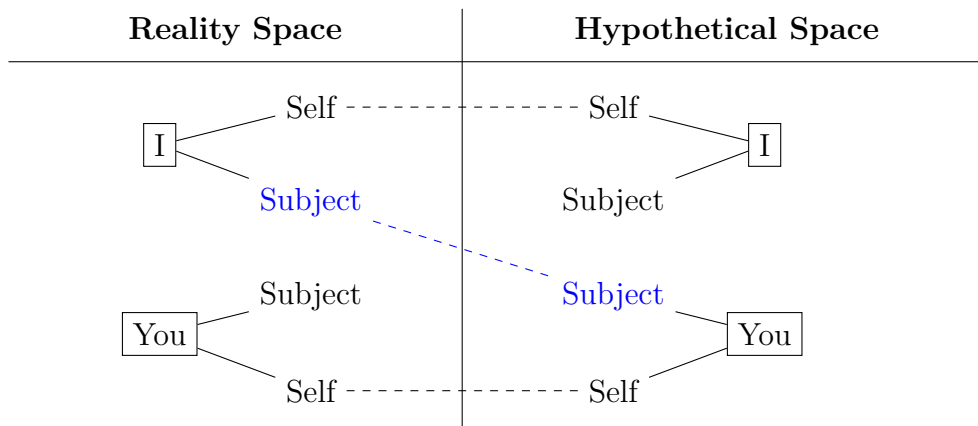 Reality Space Hypothetical Space
Self Self
I I
Subject Subject
Subject Subject
You You
Self Self